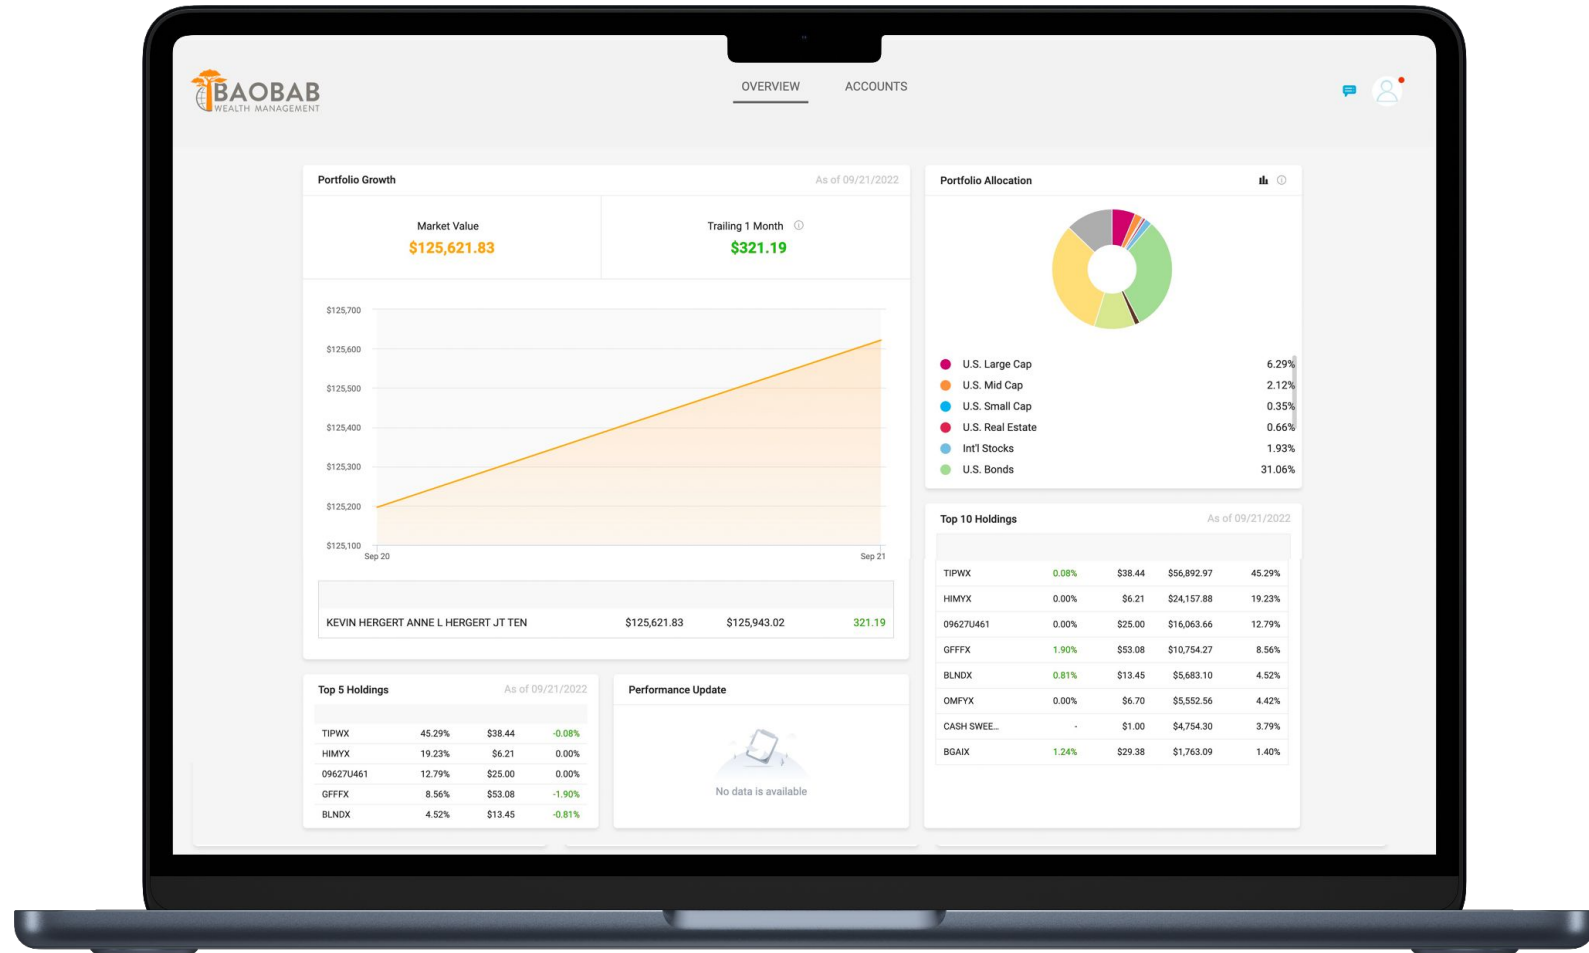 BAOBAB
WEALTH MANAGEMENT
OVERVIEW ACCOUNTS
Portfolio Growth As of 09/21/2022
Market Value Trailing 1 Month
$125,621.83 $321.19
$125,700
$125,600
$125,500
$125,400
$125,300
$125,200
$125,100
Sep 20 Sep 21
KEVIN HERGERT ANNE L HERGERT JT TEN $125,621.83 $125,943.02 321.19
Top 5 Holdings As of 09/21/2022
TIPWX 45.29% $38.44 -0.08%
HIMYX 19.23% $6.21 0.00%
09627U461 12.79% $25.00 0.00%
GFFFX 8.56% $53.08 -1.90%
BLNDX 4.52% $13.45 -0.81%
Performance Update
No data is available
Portfolio Allocation
U.S. Large Cap 6.29%
U.S. Mid Cap 2.12%
U.S. Small Cap 0.35%
U.S. Real Estate 0.66%
Int'l Stocks 1.93%
U.S. Bonds 31.06%
Top 10 Holdings As of 09/21/2022
TIPWX 0.08% $38.44 $56,892.97 45.29%
HIMYX 0.00% $6.21 $24,157.88 19.23%
09627U461 0.00% $25.00 $16,063.66 12.79%
GFFFX 1.90% $53.08 $10,754.27 8.56%
BLNDX 0.81% $13.45 $5,683.10 4.52%
OMFYX 0.00% $6.70 $5,552.56 4.42%
CASH SWEE... - $1.00 $4,754.30 3.79%
BGAIX 1.24% $29.38 $1,763.09 1.40%